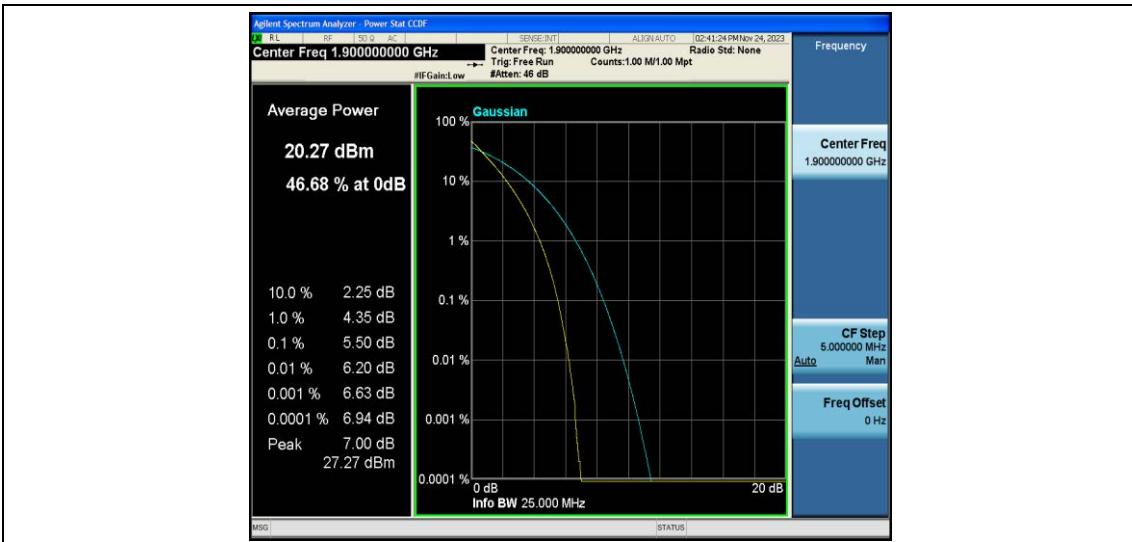 Agilent Spectrum Analyzer - Power Stat CCDF
LXI RL RF 50 Ω AC SENSE:INT ALIGN AUTO 02:41:24 PM Nov 24, 2023
Center Freq 1.900000000 GHz
Center Freq: 1.900000000 GHz Radio Std: None
Trig: Free Run Counts:1.00 M/1.00 Mpt
#IFGain:Low #Atten: 46 dB
Frequency
Average Power
20.27 dBm
46.68 % at 0dB
10.0 % 2.25 dB
1.0 % 4.35 dB
0.1 % 5.50 dB
0.01 % 6.20 dB
0.001 % 6.63 dB
0.0001 % 6.94 dB
Peak 7.00 dB
27.27 dBm
Gaussian
100 %
10 %
1 %
0.1 %
0.01 %
0.001 %
0.0001 %
0 dB 20 dB
Info BW 25.000 MHz
Center Freq
1.900000000 GHz
CF Step
5.000000 MHz
Auto Man
Freq Offset
0 Hz
MSG STATUS